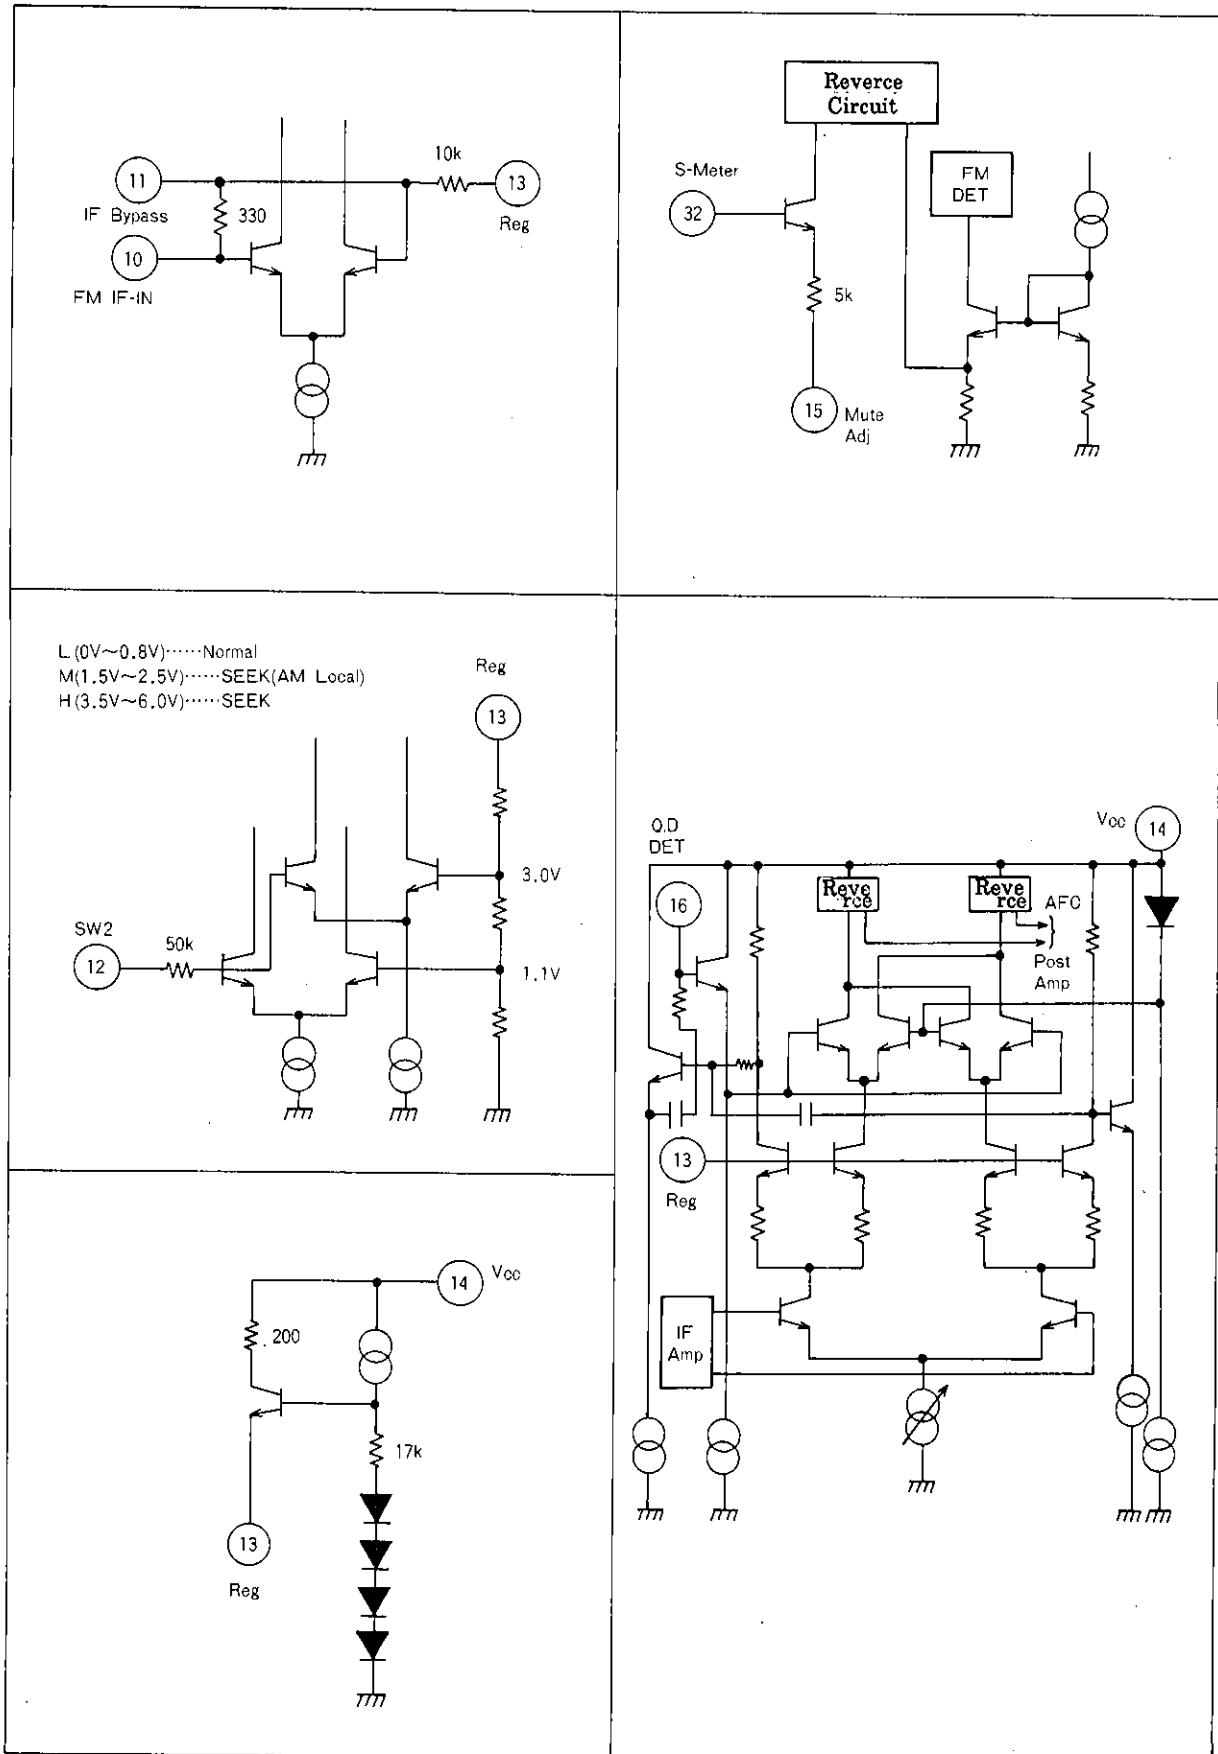 11
IF Bypass
330
10k
13
Reg
10
FM IF-IN
Reverce
Circuit
S-Meter
32
FM
DET
5k
15
Mute
Adj
L (0V~0.8V)······Normal
M(1.5V~2.5V)······SEEK(AM Local)
H (3.5V~6.0V)······SEEK
Reg
13
3.0V
SW2
12
50k
1.1V
Q.D
DET
16
Vcc
14
Reve
rce
Reve
rce
AFC
Post
Amp
13
Reg
IF
Amp
14
Vcc
200
17k
13
Reg